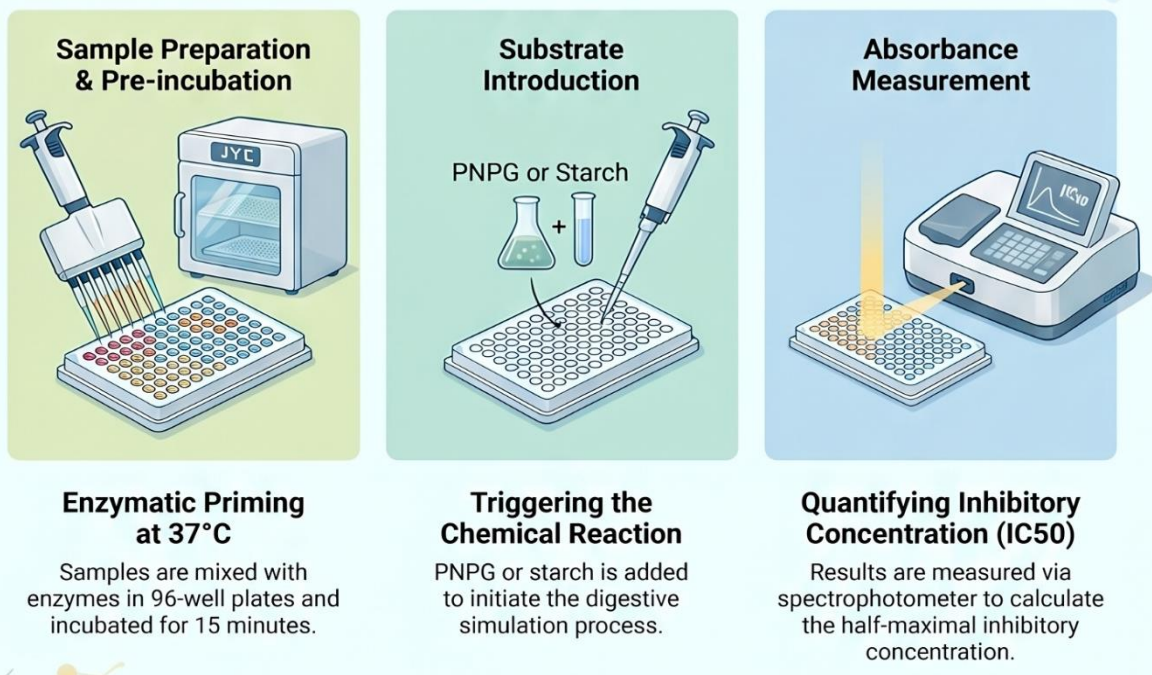 Sample Preparation
& Pre-incubation
JYC
Enzymatic Priming
at 37°C
Samples are mixed with
enzymes in 96-well plates and
incubated for 15 minutes.
Substrate
Introduction
PNPG or Starch
+
Triggering the
Chemical Reaction
PNPG or starch is added
to initiate the digestive
simulation process.
Absorbance
Measurement
Quantifying Inhibitory
Concentration (IC50)
Results are measured via
spectrophotometer to calculate
the half-maximal inhibitory
concentration.